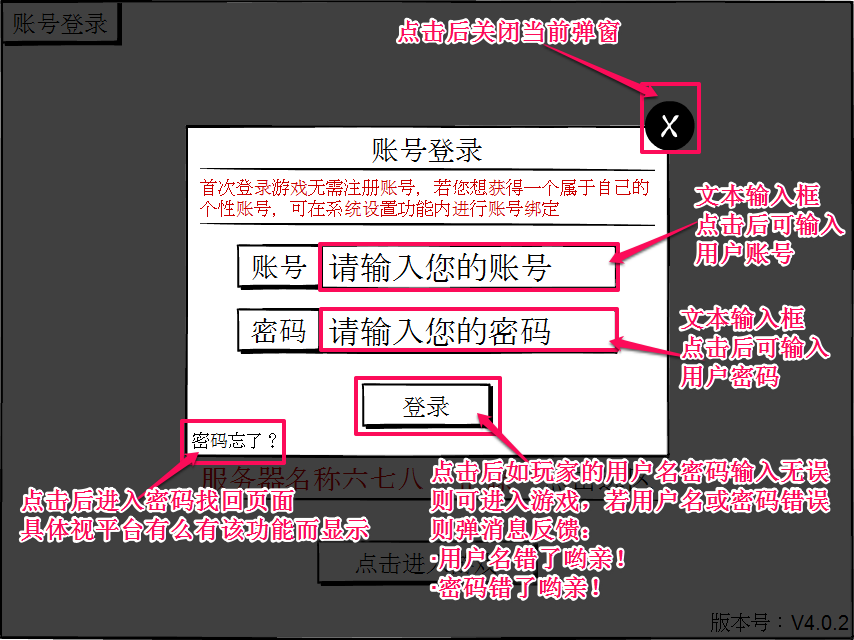 账号登录
点击后关闭当前弹窗
X
账号登录
首次登录游戏无需注册账号，若您想获得一个属于自己的
个性账号，可在系统设置功能内进行账号绑定
文本输入框
点击后可输入
用户账号
账号
请输入您的账号
密码
请输入您的密码
文本输入框
点击后可输入
用户密码
登录
密码忘了？
服务器名称六七八
点击后进入密码找回页面
具体视平台有么有该功能而显示
点击后如玩家的用户名密码输入无误
则可进入游戏，若用户名或密码错误
则弹消息反馈：
·用户名错了哟亲！
·密码错了哟亲！
点击进
版本号：V4.0.2